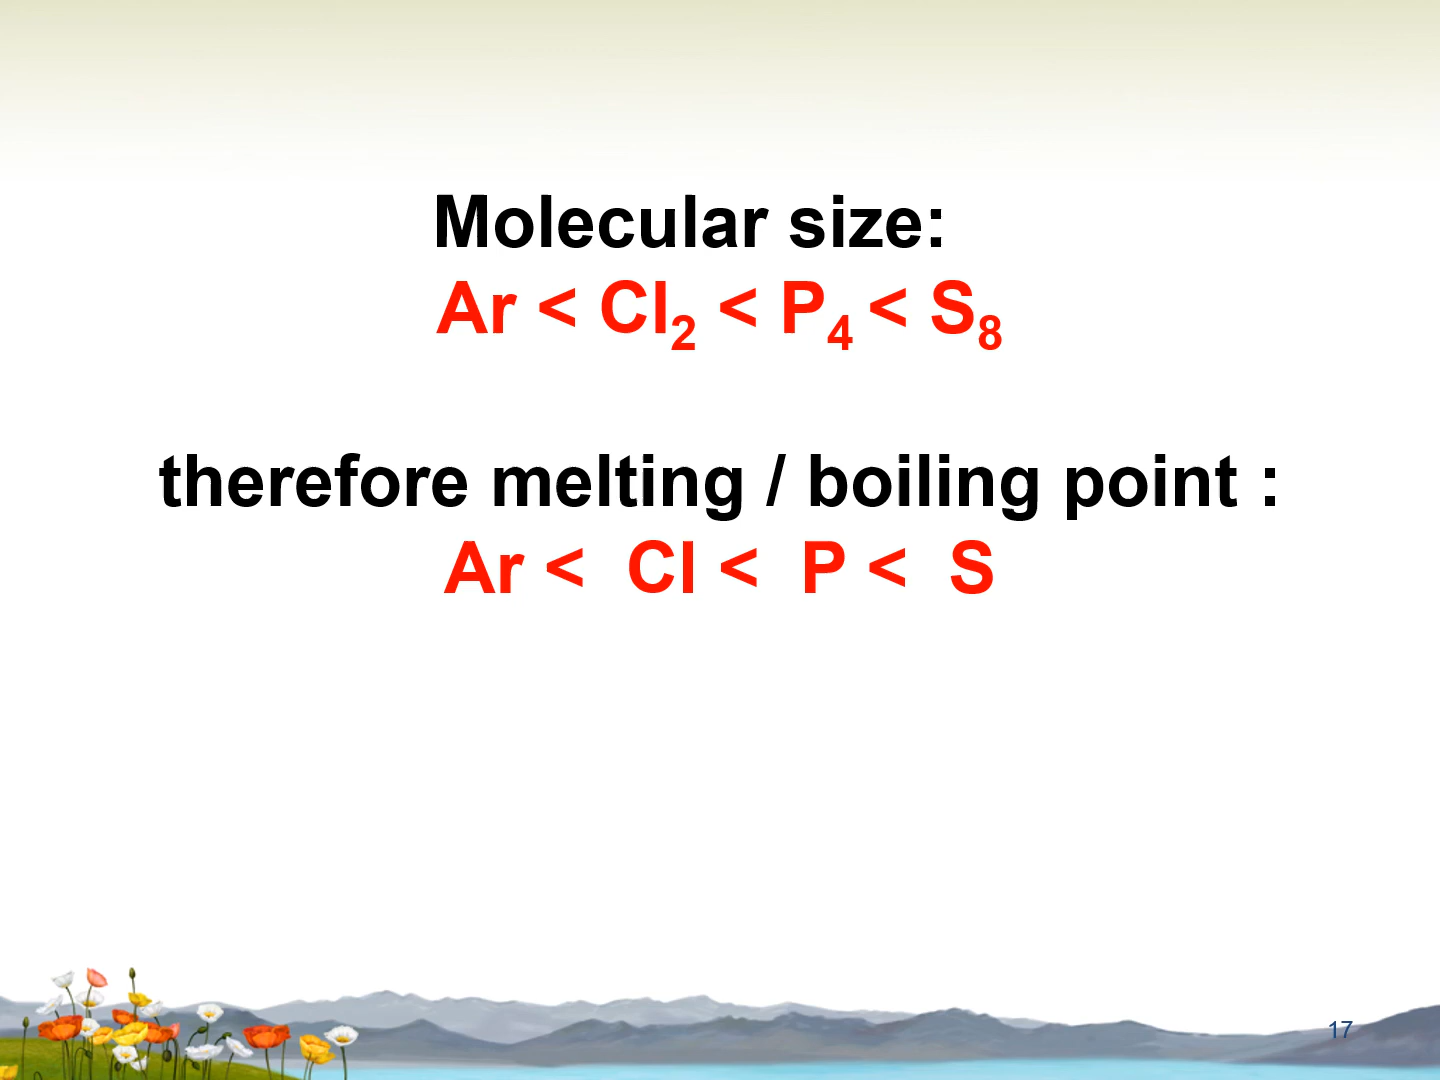 Molecular size:
Ar < Cl₂ < P₄ < S₈
therefore melting / boiling point :
Ar < Cl < P < S
17